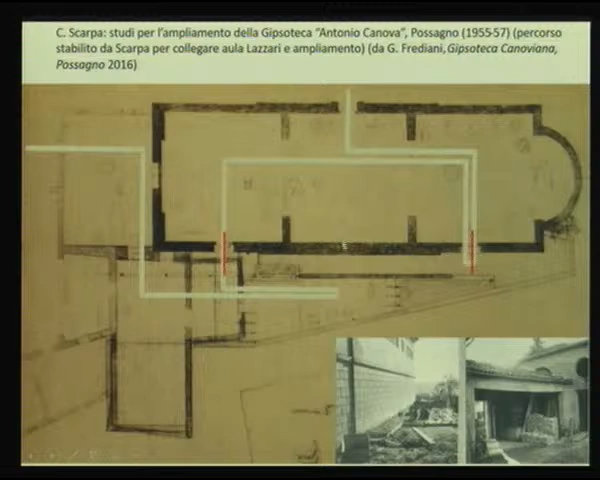 C. Scarpa: studi per l'ampliamento della Gipsoteca "Antonio Canova", Possagno (1955-57) (percorso
stabilito da Scarpa per collegare aula Lazzari e ampliamento) (da G. Frediani, Gipsoteca Canoviana,
Possagno 2016)